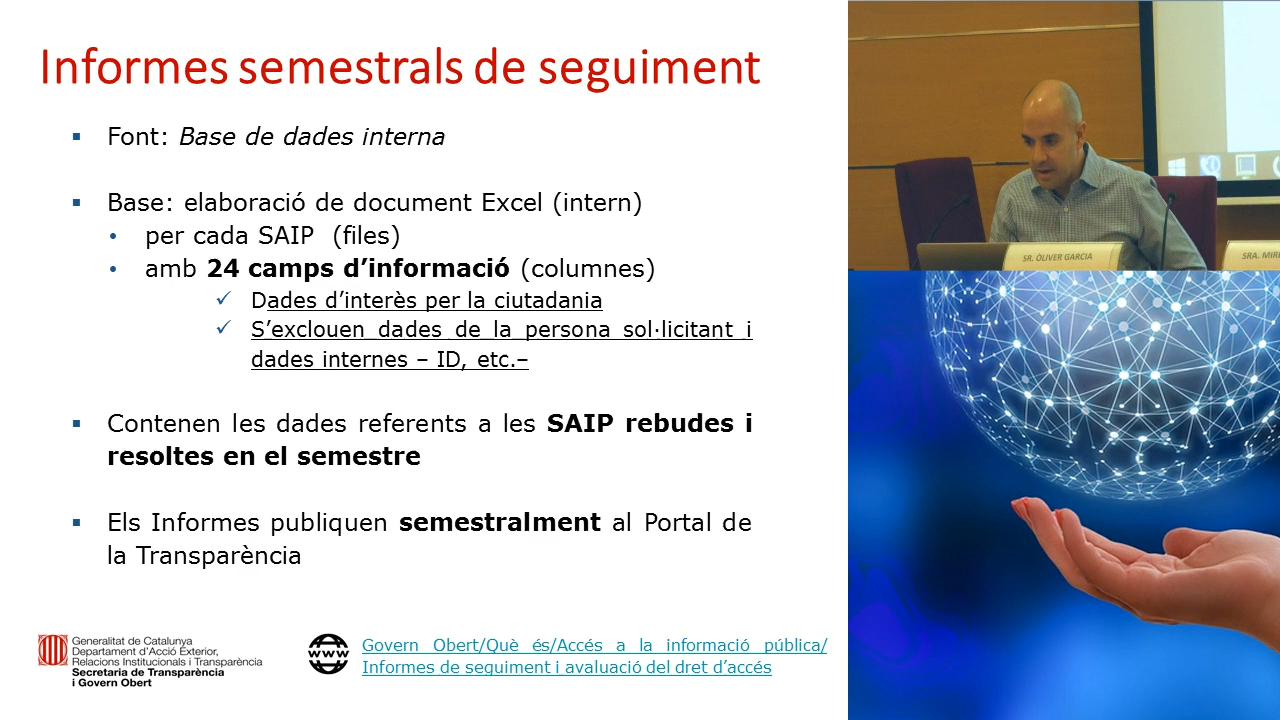 Informes semestrals de seguiment
▪ Font: Base de dades interna
▪ Base: elaboració de document Excel (intern)
• per cada SAIP (files)
• amb 24 camps d’informació (columnes)
✓ Dades d’interès per la ciutadania
✓ S’exclouen dades de la persona sol·licitant i
dades internes – ID, etc.–
▪ Contenen les dades referents a les SAIP rebudes i
resoltes en el semestre
▪ Els Informes publiquen semestralment al Portal de
la Transparència
Generalitat de Catalunya
Departament d’Acció Exterior,
Relacions Institucionals i Transparència
Secretaria de Transparència
i Govern Obert
www
Govern Obert/Què és/Accés a la informació pública/
Informes de seguiment i avaluació del dret d’accés
SR. ÒLIVER GARCIA
SRA.